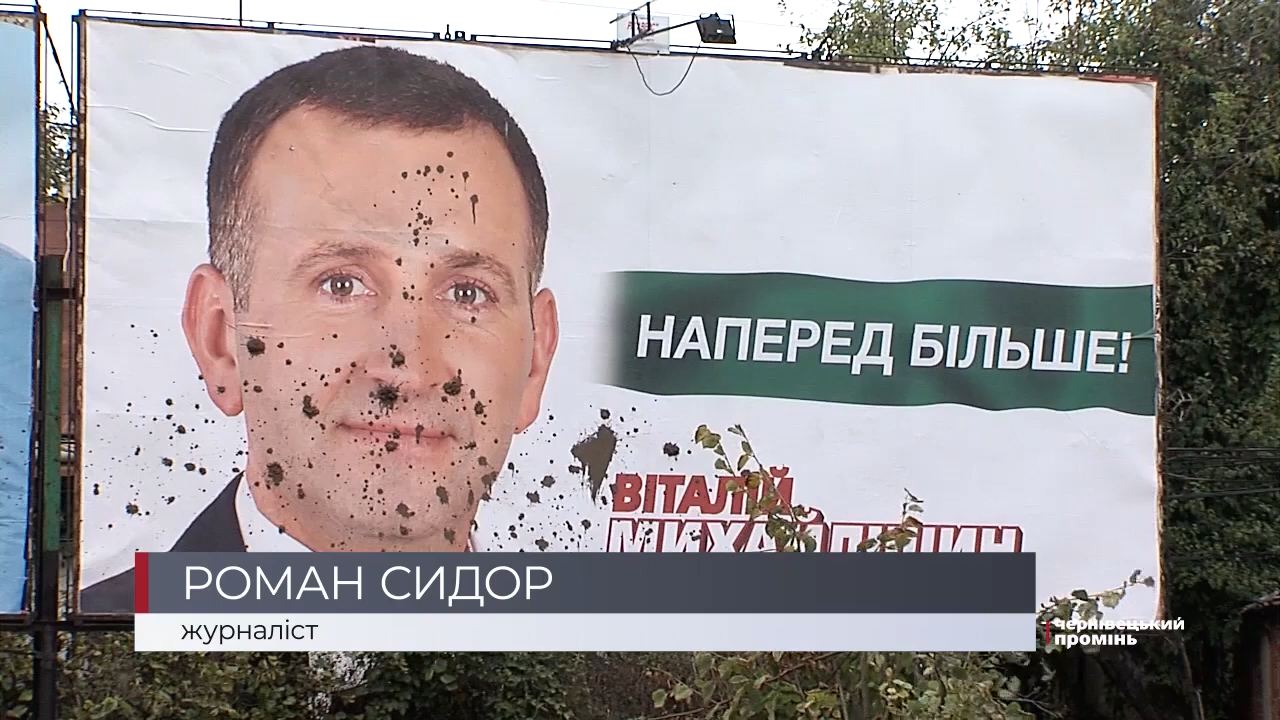 НАПЕРЕД БІЛЬШЕ!
ВІТАЛІЙ
РОМАН СИДОР
журналіст
чернівецький
промінь